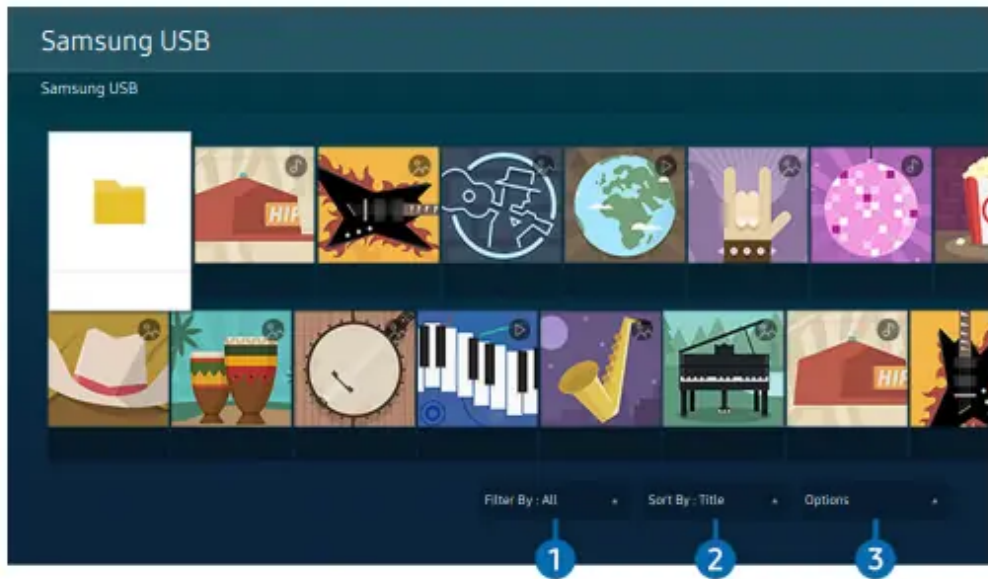 Samsung USB
Samsung USB
HIP
HIP
Filter By : All
Sort By : Title
Options
1
2
3